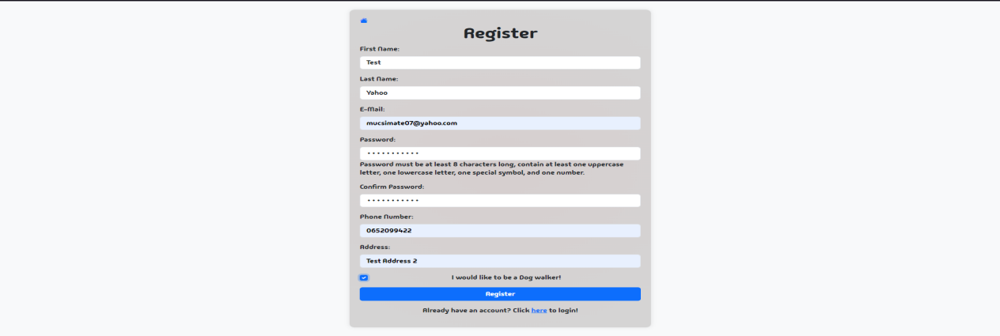 Register
First Name:
Test
Last Name:
Yahoo
E-Mail:
mucsimate07@yahoo.com
Password:
•••••••••••
Password must be at least 8 characters long, contain at least one uppercase
letter, one lowercase letter, one special symbol, and one number.
Confirm Password:
•••••••••••
Phone Number:
0652099422
Address:
Test Address 2
I would like to be a Dog walker!
Register
Already have an account? Click here to login!